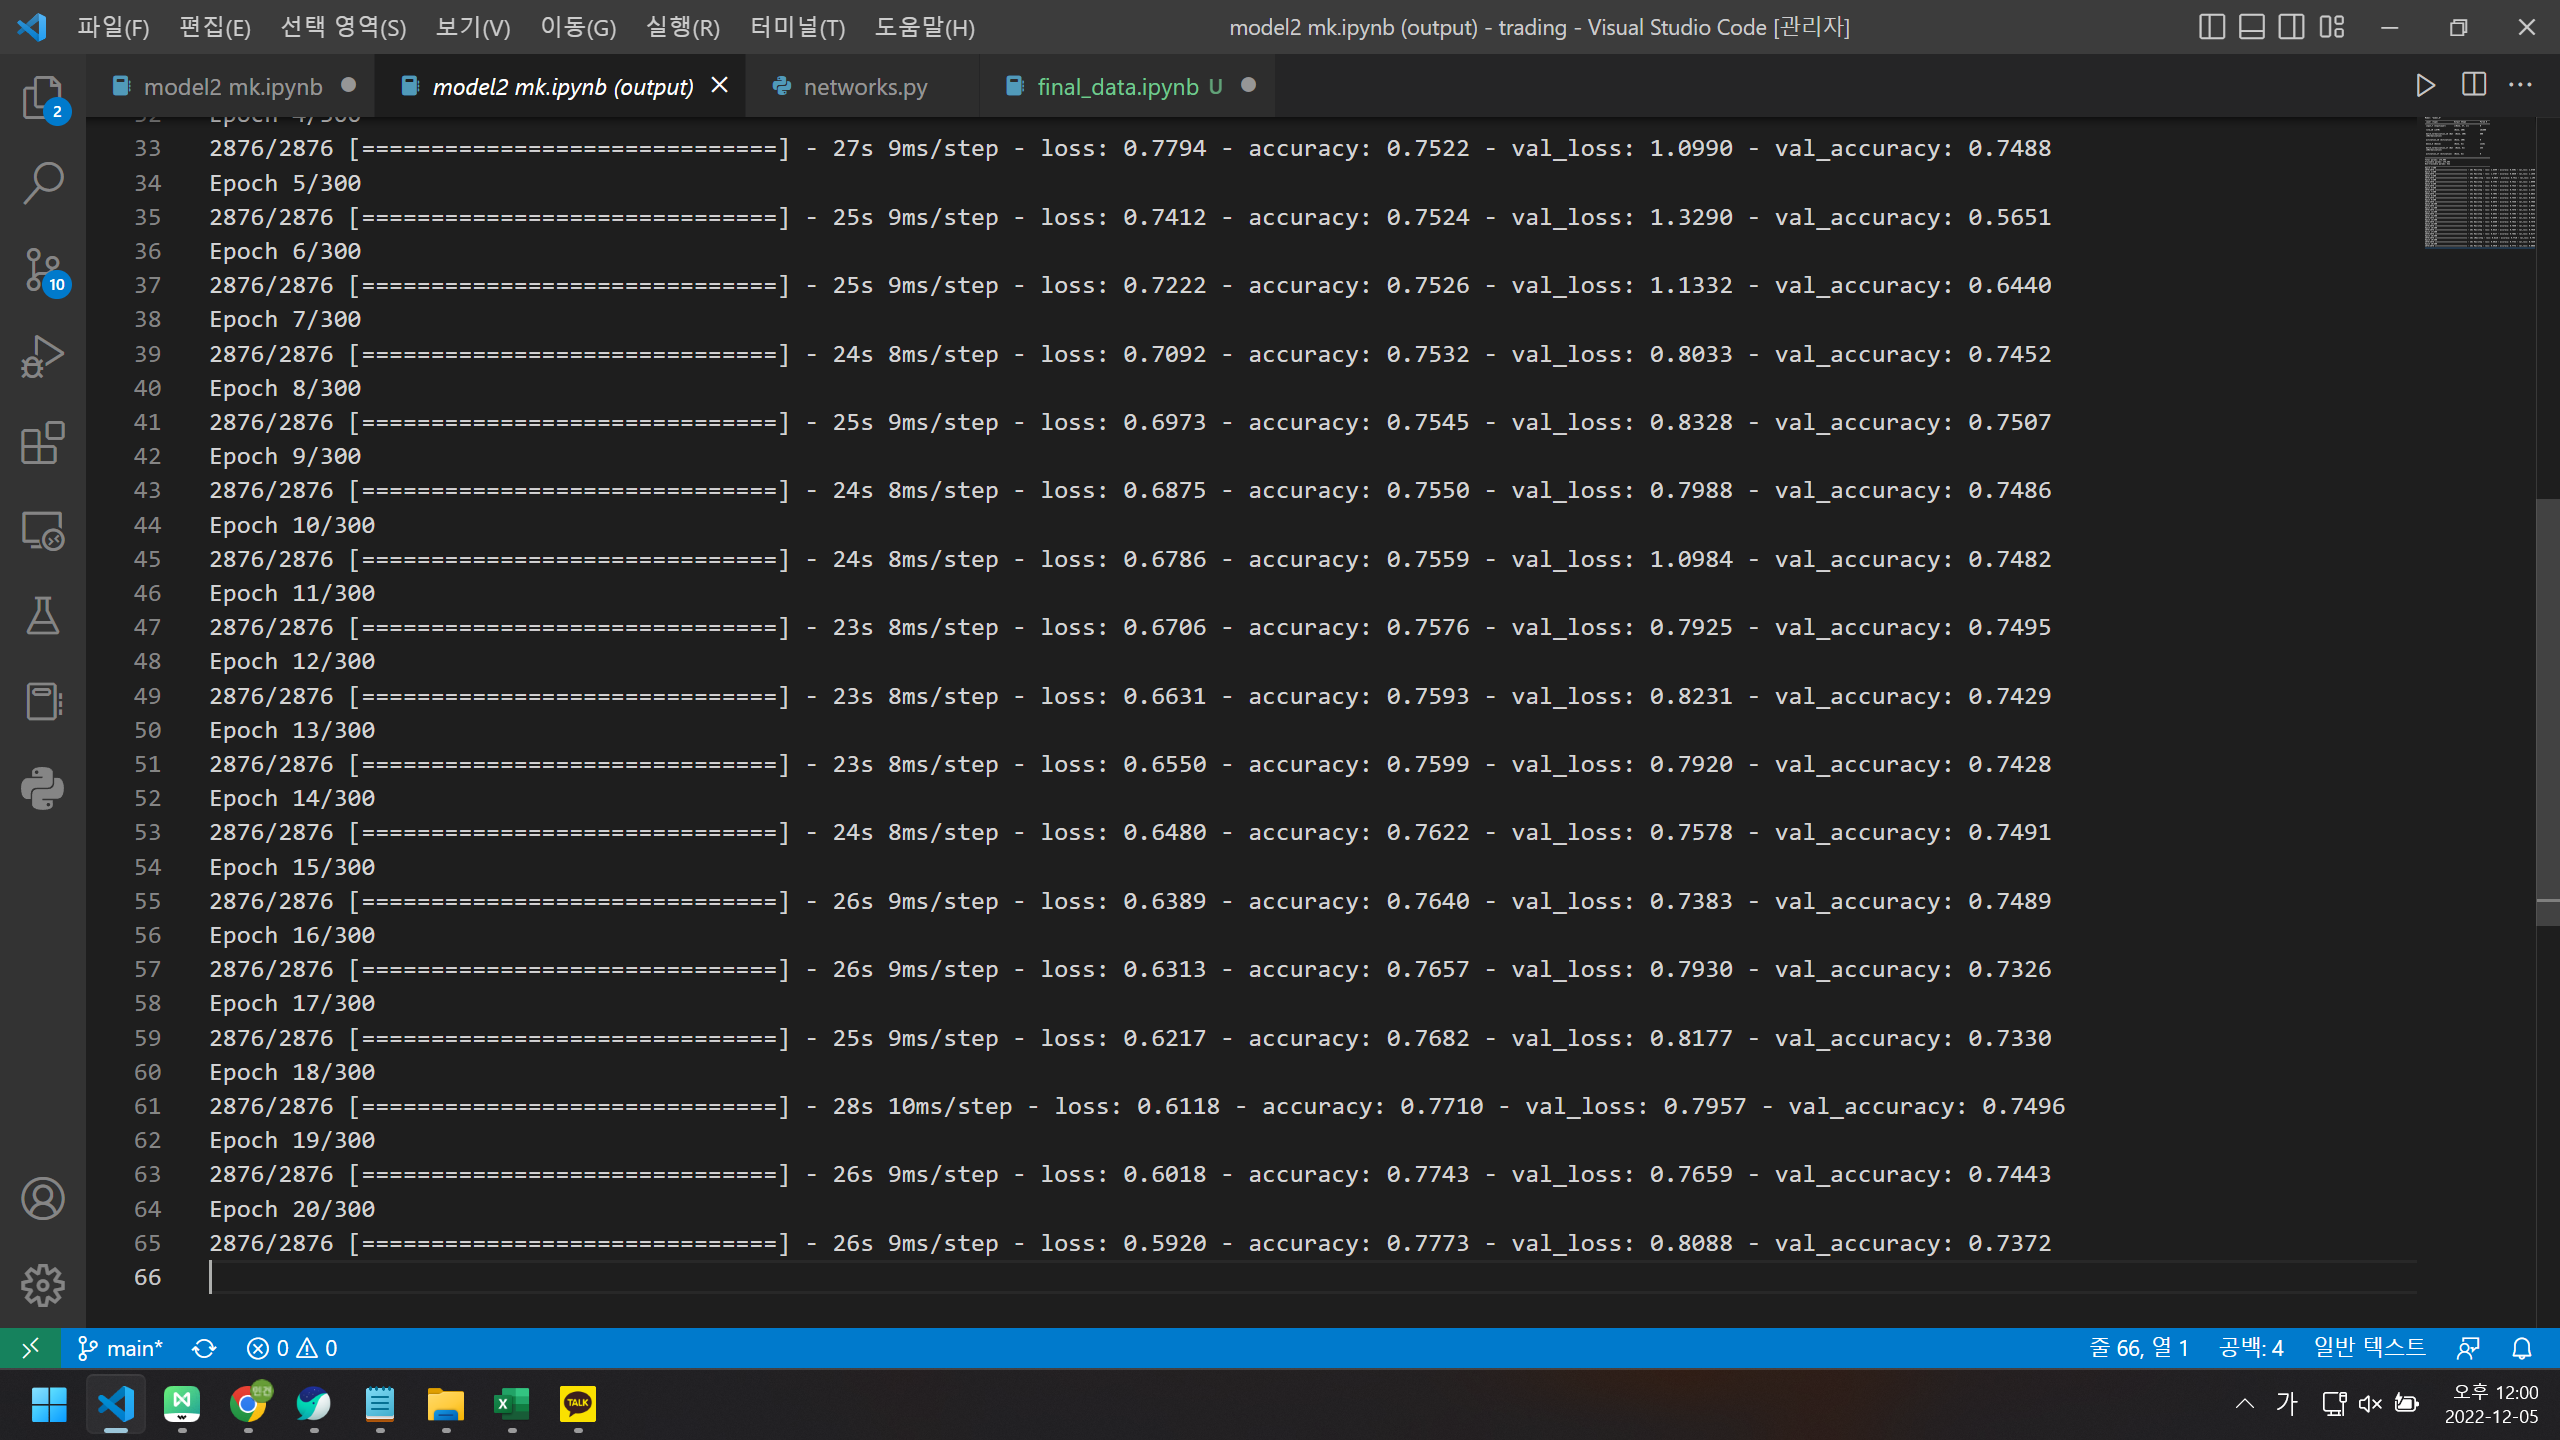 파일(F) 편집(E) 선택 영역(S) 보기(V) 이동(G) 실행(R) 터미널(T) 도움말(H) model2 mk.ipynb (output) - trading - Visual Studio Code [관리자]
model2 mk.ipynb model2 mk.ipynb (output) networks.py final_data.ipynb U
2
10
32 Epoch 4/300
33 2876/2876 [==============================] - 27s 9ms/step - loss: 0.7794 - accuracy: 0.7522 - val_loss: 1.0990 - val_accuracy: 0.7488
34 Epoch 5/300
35 2876/2876 [==============================] - 25s 9ms/step - loss: 0.7412 - accuracy: 0.7524 - val_loss: 1.3290 - val_accuracy: 0.5651
36 Epoch 6/300
37 2876/2876 [==============================] - 25s 9ms/step - loss: 0.7222 - accuracy: 0.7526 - val_loss: 1.1332 - val_accuracy: 0.6440
38 Epoch 7/300
39 2876/2876 [==============================] - 24s 8ms/step - loss: 0.7092 - accuracy: 0.7532 - val_loss: 0.8033 - val_accuracy: 0.7452
40 Epoch 8/300
41 2876/2876 [==============================] - 25s 9ms/step - loss: 0.6973 - accuracy: 0.7545 - val_loss: 0.8328 - val_accuracy: 0.7507
42 Epoch 9/300
43 2876/2876 [==============================] - 24s 8ms/step - loss: 0.6875 - accuracy: 0.7550 - val_loss: 0.7988 - val_accuracy: 0.7486
44 Epoch 10/300
45 2876/2876 [==============================] - 24s 8ms/step - loss: 0.6786 - accuracy: 0.7559 - val_loss: 1.0984 - val_accuracy: 0.7482
46 Epoch 11/300
47 2876/2876 [==============================] - 23s 8ms/step - loss: 0.6706 - accuracy: 0.7576 - val_loss: 0.7925 - val_accuracy: 0.7495
48 Epoch 12/300
49 2876/2876 [==============================] - 23s 8ms/step - loss: 0.6631 - accuracy: 0.7593 - val_loss: 0.8231 - val_accuracy: 0.7429
50 Epoch 13/300
51 2876/2876 [==============================] - 23s 8ms/step - loss: 0.6550 - accuracy: 0.7599 - val_loss: 0.7920 - val_accuracy: 0.7428
52 Epoch 14/300
53 2876/2876 [==============================] - 24s 8ms/step - loss: 0.6480 - accuracy: 0.7622 - val_loss: 0.7578 - val_accuracy: 0.7491
54 Epoch 15/300
55 2876/2876 [==============================] - 26s 9ms/step - loss: 0.6389 - accuracy: 0.7640 - val_loss: 0.7383 - val_accuracy: 0.7489
56 Epoch 16/300
57 2876/2876 [==============================] - 26s 9ms/step - loss: 0.6313 - accuracy: 0.7657 - val_loss: 0.7930 - val_accuracy: 0.7326
58 Epoch 17/300
59 2876/2876 [==============================] - 25s 9ms/step - loss: 0.6217 - accuracy: 0.7682 - val_loss: 0.8177 - val_accuracy: 0.7330
60 Epoch 18/300
61 2876/2876 [==============================] - 28s 10ms/step - loss: 0.6118 - accuracy: 0.7710 - val_loss: 0.7957 - val_accuracy: 0.7496
62 Epoch 19/300
63 2876/2876 [==============================] - 26s 9ms/step - loss: 0.6018 - accuracy: 0.7743 - val_loss: 0.7659 - val_accuracy: 0.7443
64 Epoch 20/300
65 2876/2876 [==============================] - 26s 9ms/step - loss: 0.5920 - accuracy: 0.7773 - val_loss: 0.8088 - val_accuracy: 0.7372
66
main* 0 0 줄 66, 열 1 공백: 4 일반 텍스트
TALK 가 오후 12:00
2022-12-05